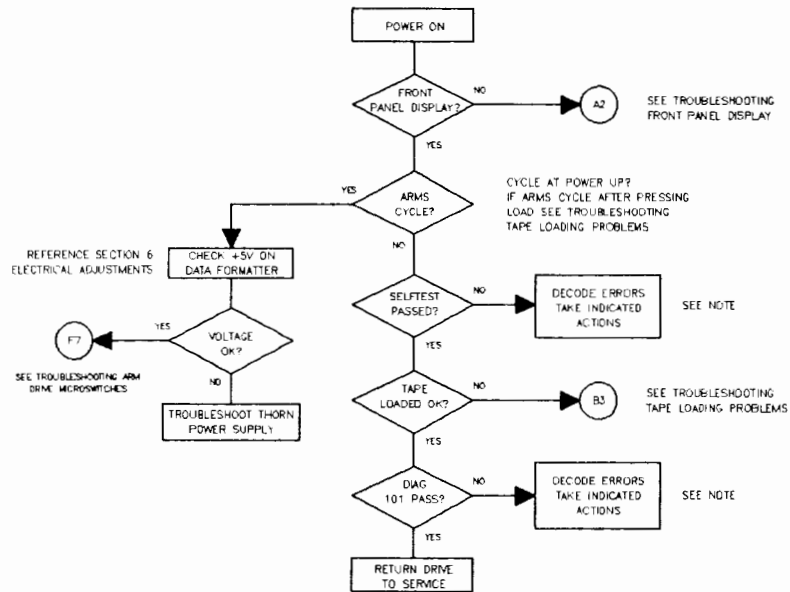 POWER ON
FRONT
PANEL DISPLAY?
NO
A2
SEE TROUBLESHOOTING
FRONT PANEL DISPLAY
YES
YES
ARMS
CYCLE?
CYCLE AT POWER UP?
IF ARMS CYCLE AFTER PRESSING
LOAD SEE TROUBLESHOOTING
TAPE LOADING PROBLEMS
NO
REFERENCE SECTION 6
ELECTRICAL ADJUSTMENTS
CHECK +5V ON
DATA FORMATTER
SELFTEST
PASSED?
NO
DECODE ERRORS
TAKE INDICATED
ACTIONS
SEE NOTE
YES
F7
YES
VOLTAGE
OK?
SEE TROUBLESHOOTING ARM
DRIVE MICROSWITCHES
NO
TROUBLESHOOT THORN
POWER SUPPLY
TAPE
LOADED OK?
NO
B3
SEE TROUBLESHOOTING
TAPE LOADING PROBLEMS
YES
DIAG
101 PASS?
NO
DECODE ERRORS
TAKE INDICATED
ACTIONS
SEE NOTE
YES
RETURN DRIVE
TO SERVICE